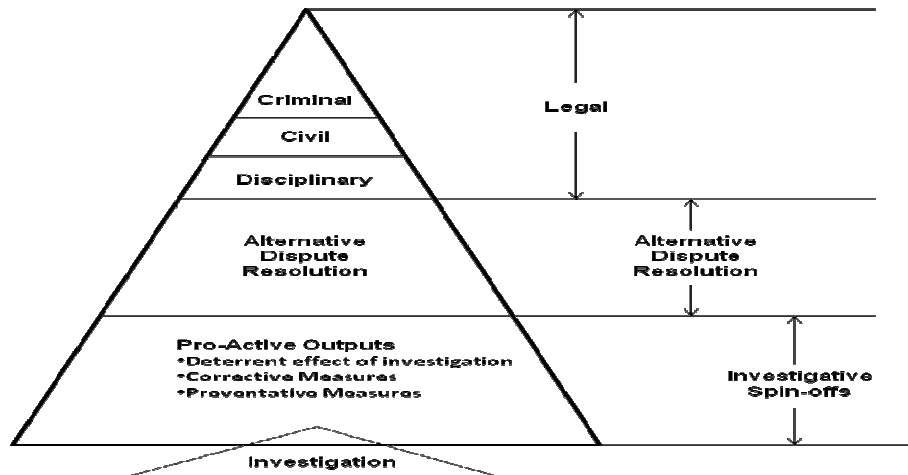 Criminal
Legal
Civil
Disciplinary
Alternative
Dispute
Resolution
Alternative
Dispute
Resolution
Pro-Active Outputs
•Deterrent effect of investigation
•Corrective Measures
•Preventative Measures
Investigative
Spin-offs
Investigation